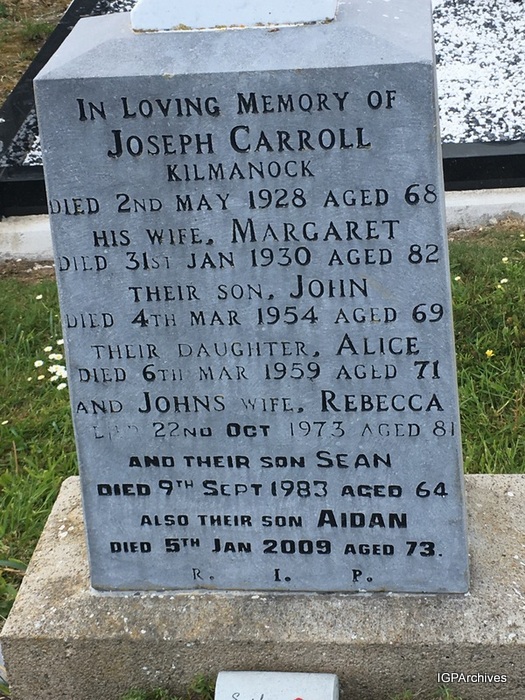 IN LOVING MEMORY OF
JOSEPH CARROLL
KILMANOCK
DIED 2ND MAY 1928 AGED 68
HIS WIFE, MARGARET
DIED 31ST JAN 1930 AGED 82
THEIR SON, JOHN
DIED 4TH MAR 1954 AGED 69
THEIR DAUGHTER, ALICE
DIED 6TH MAR 1959 AGED 71
AND JOHNS WIFE, REBECCA
DIED 22ND OCT 1973 AGED 81
AND THEIR SON SEAN
DIED 9TH SEPT 1983 AGED 64
ALSO THEIR SON AIDAN
DIED 5TH JAN 2009 AGED 73.
R. I. P.
IGPArchives